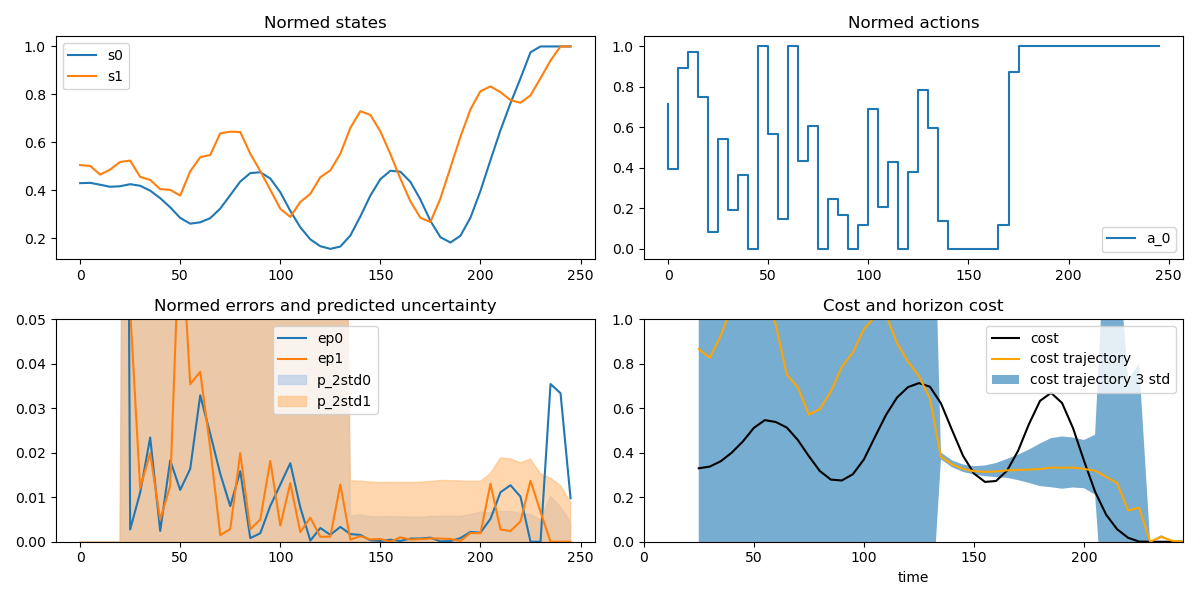 Normed states
1.0
0.8
0.6
0.4
0.2
s0
s1
0 50 100 150 200 250
Normed actions
1.0
0.8
0.6
0.4
0.2
0.0
a_0
0 50 100 150 200 250
Normed errors and predicted uncertainty
0.05
0.04
0.03
0.02
0.01
0.00
ep0
ep1
p_2std0
p_2std1
0 50 100 150 200 250
Cost and horizon cost
1.0
0.8
0.6
0.4
0.2
0.0
cost
cost trajectory
cost trajectory 3 std
0 50 100 150 200
time